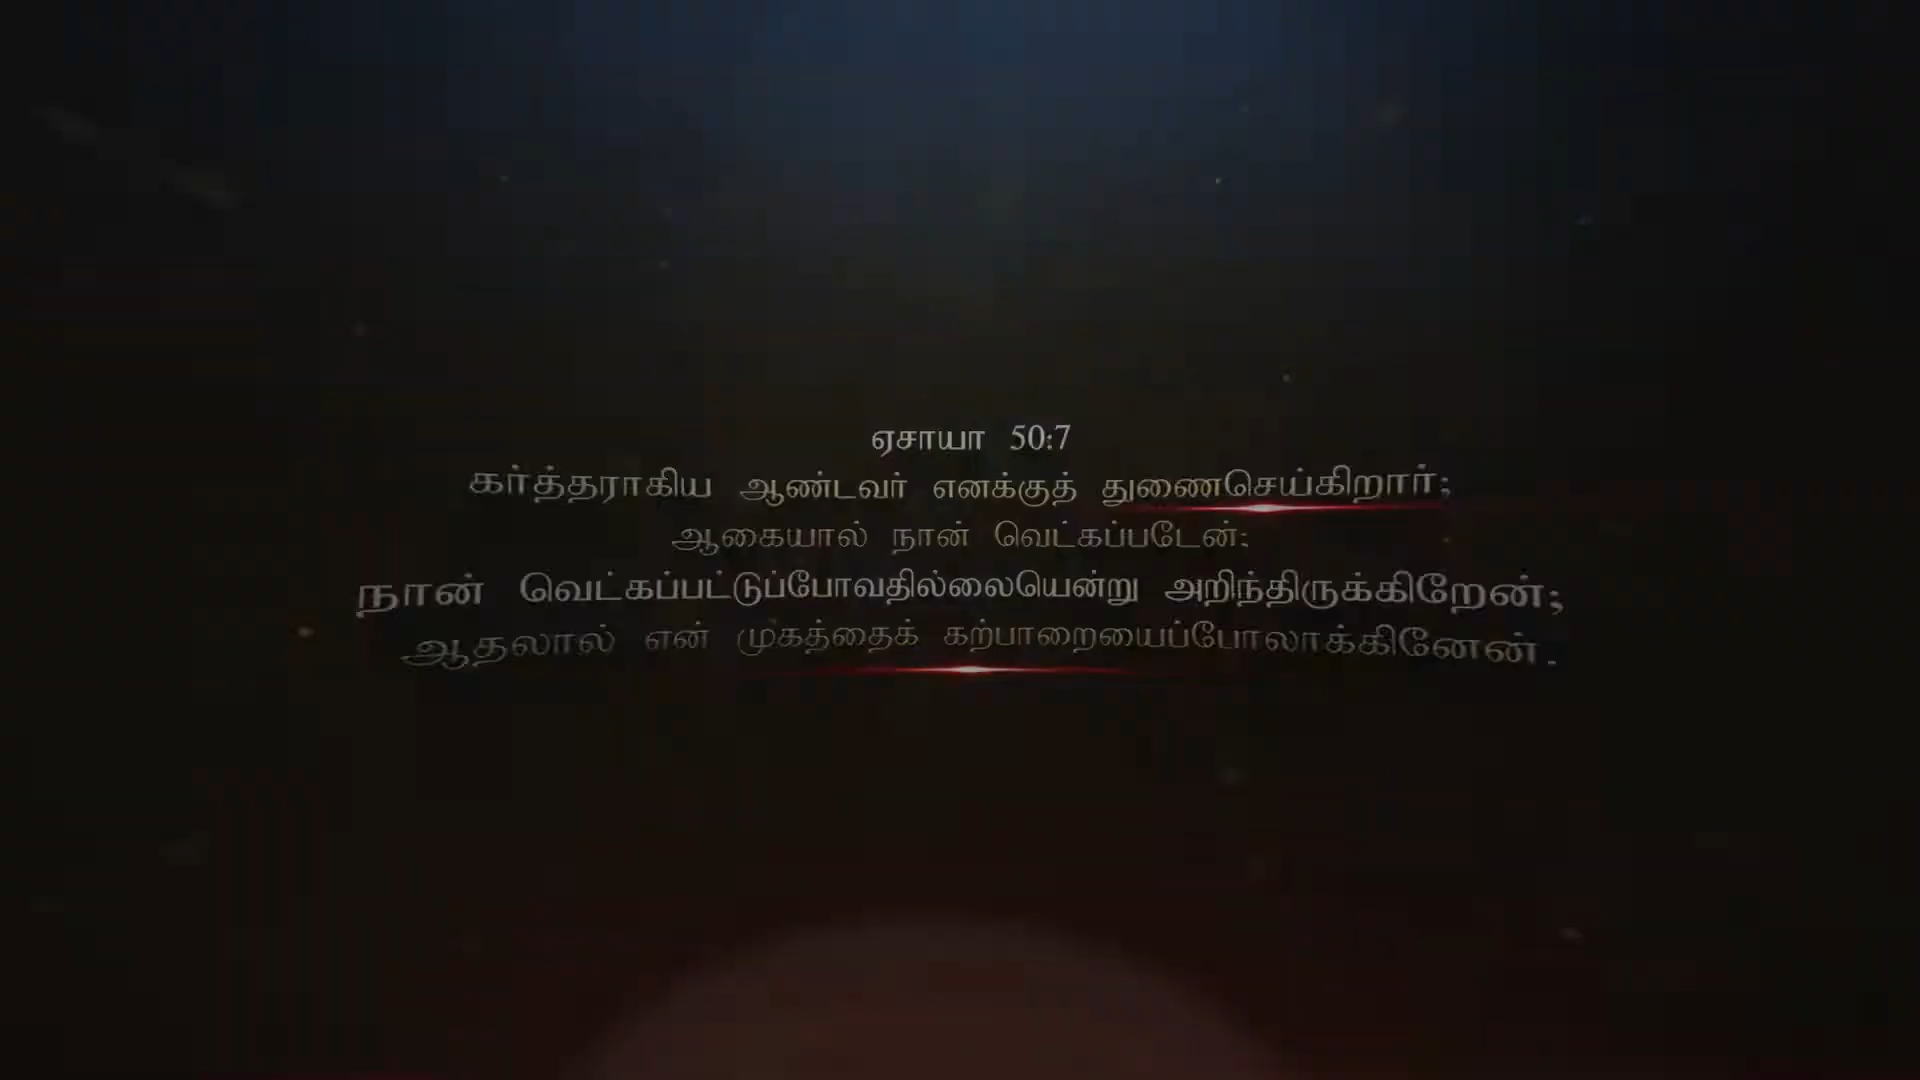 ஏசாயா 50:7
கர்த்தராகிய ஆண்டவர் எனக்குத் துணைசெய்கிறார்;
ஆகையால் நான் வெட்கப்படேன்:
நான் வெட்கப்பட்டுப்போவதில்லையென்று அறிந்திருக்கிறேன்;
ஆதலால் என் முகத்தைக் கற்பாறையைப்போலாக்கினேன்.